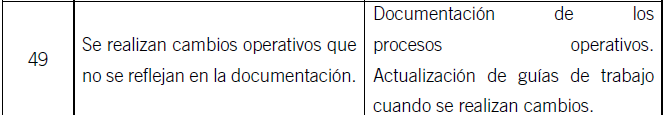 49
Se realizan cambios operativos que
no se reflejan en la documentación.
Documentación de los
procesos operativos.
Actualización de guías de trabajo
cuando se realizan cambios.